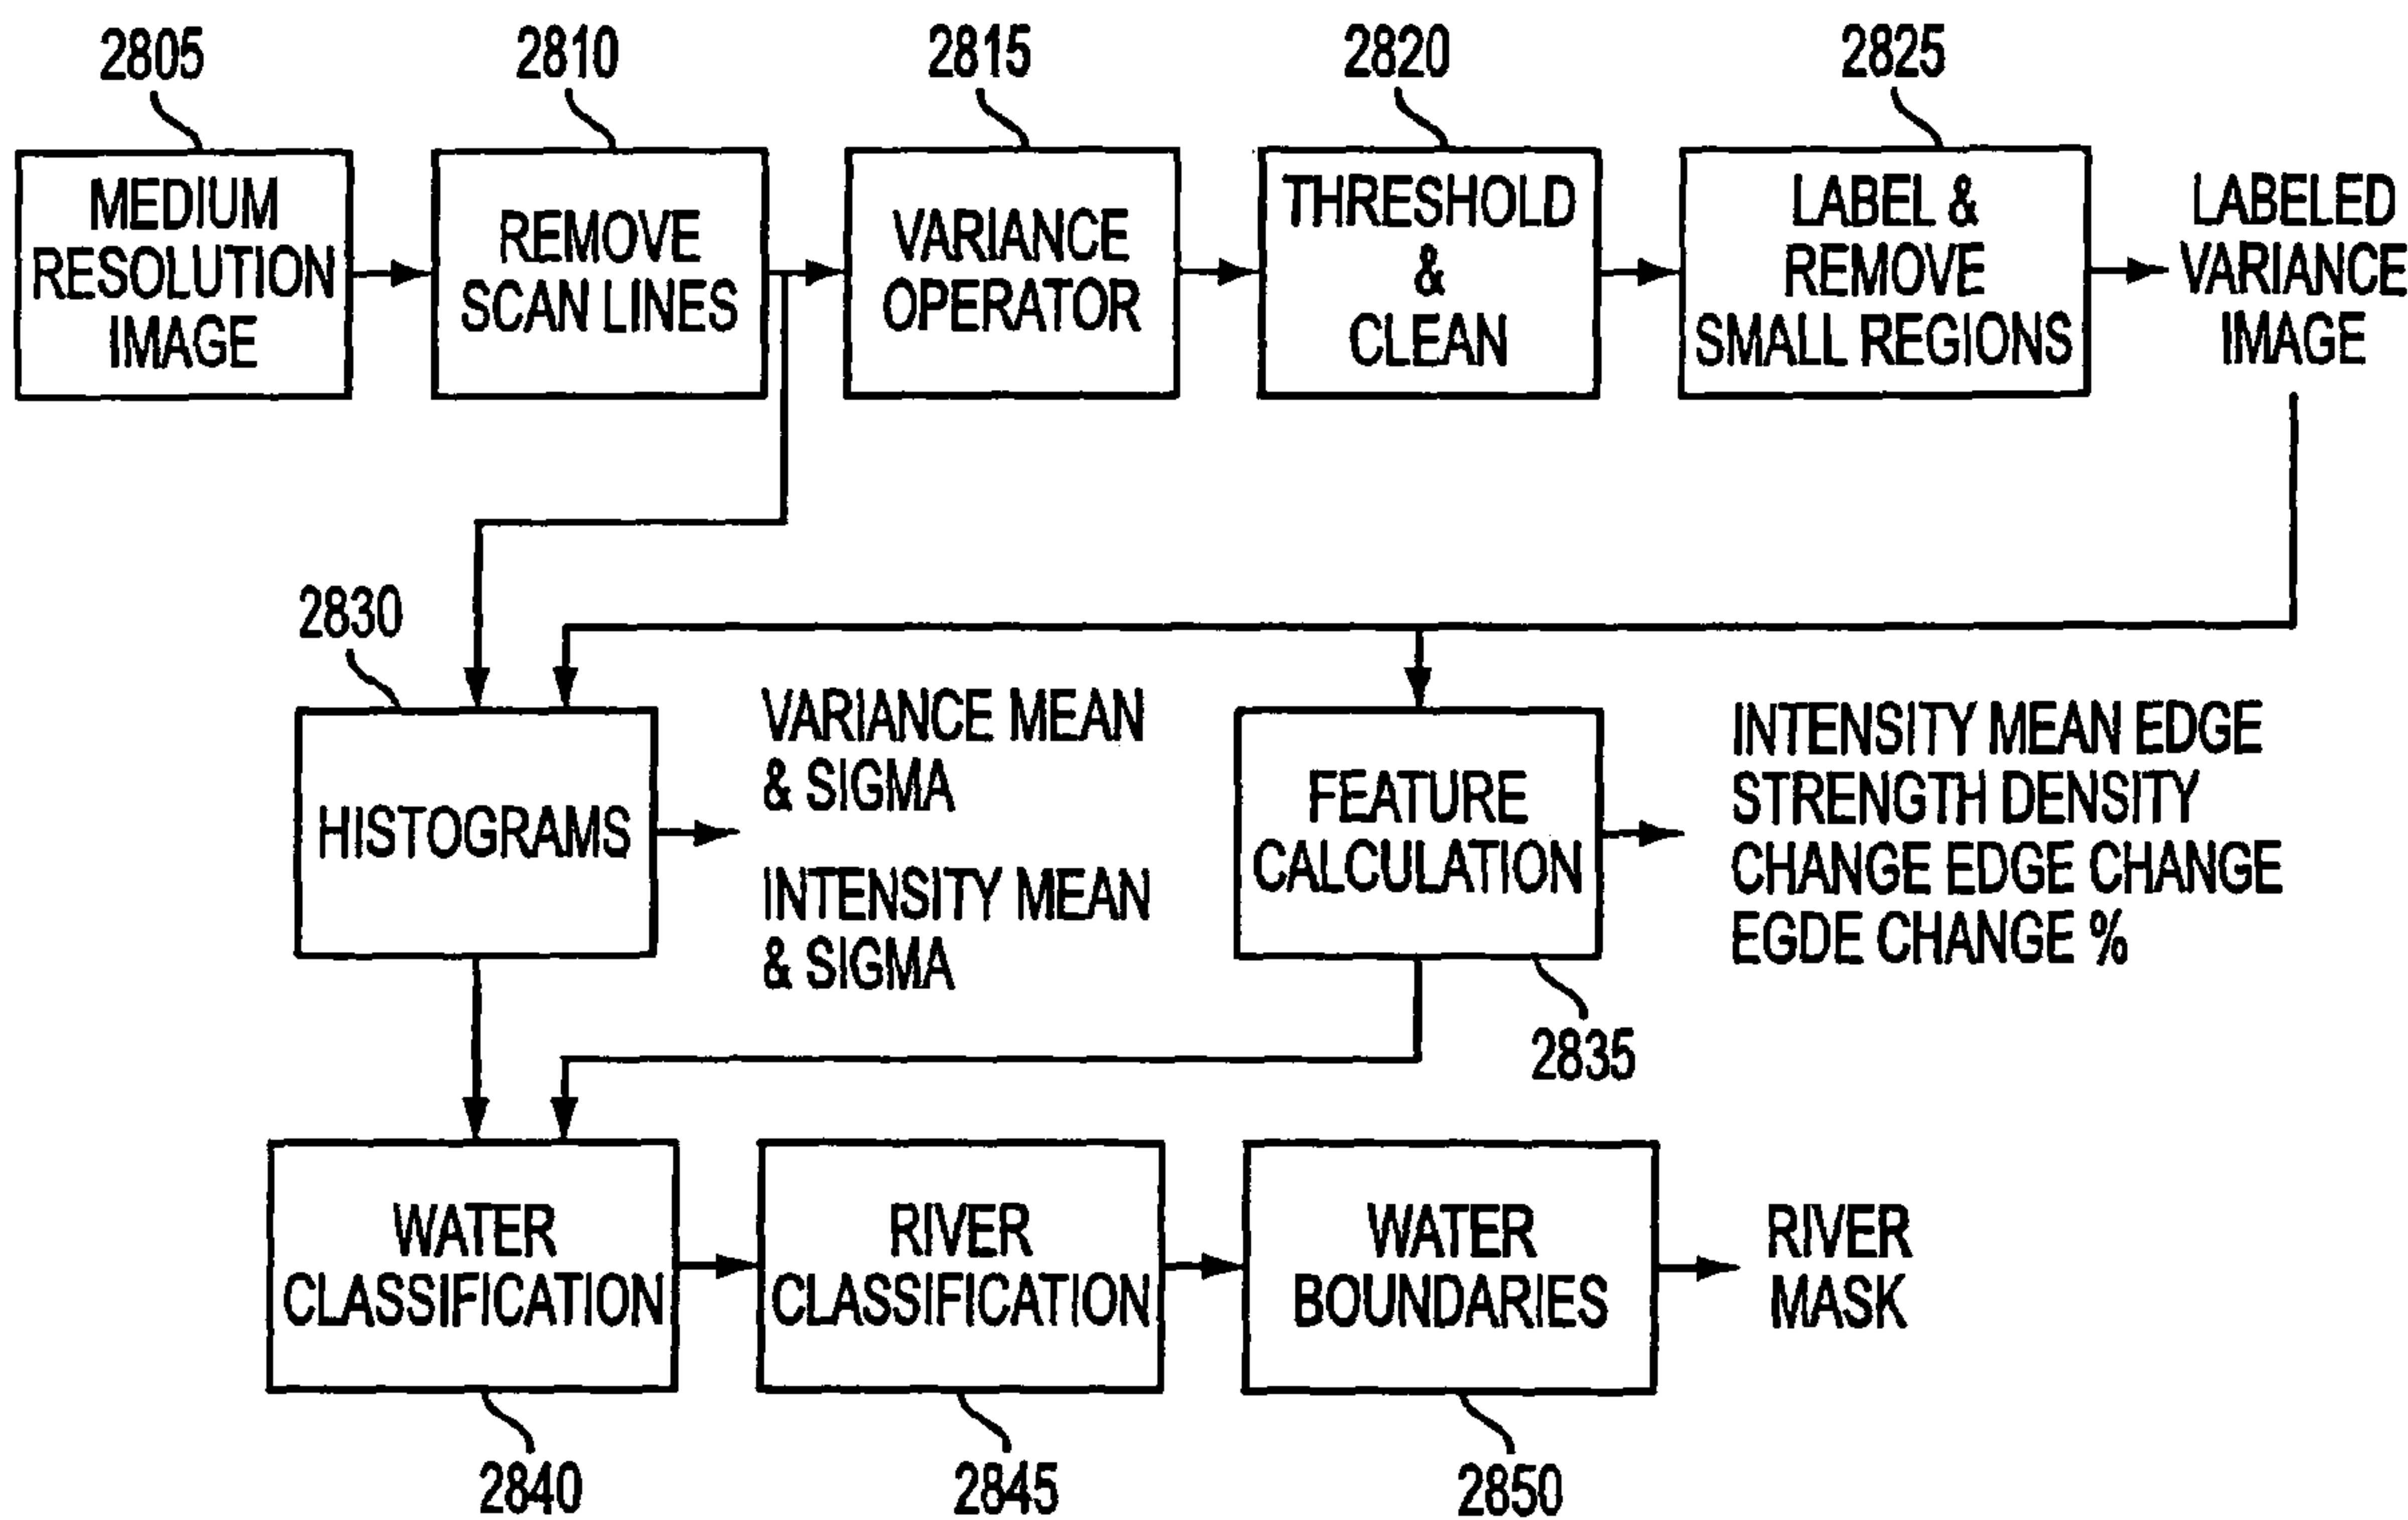 2805
2810
2815
2820
2825
MEDIUM
RESOLUTION
IMAGE
REMOVE
SCAN LINES
VARIANCE
OPERATOR
THRESHOLD
&
CLEAN
LABEL &
REMOVE
SMALL REGIONS
LABELED
VARIANCE
IMAGE
2830
HISTOGRAMS
VARIANCE MEAN
& SIGMA
INTENSITY MEAN
& SIGMA
FEATURE
CALCULATION
INTENSITY MEAN EDGE
STRENGTH DENSITY
CHANGE EDGE CHANGE
EGDE CHANGE %
2835
WATER
CLASSIFICATION
RIVER
CLASSIFICATION
WATER
BOUNDARIES
RIVER
MASK
2840
2845
2850